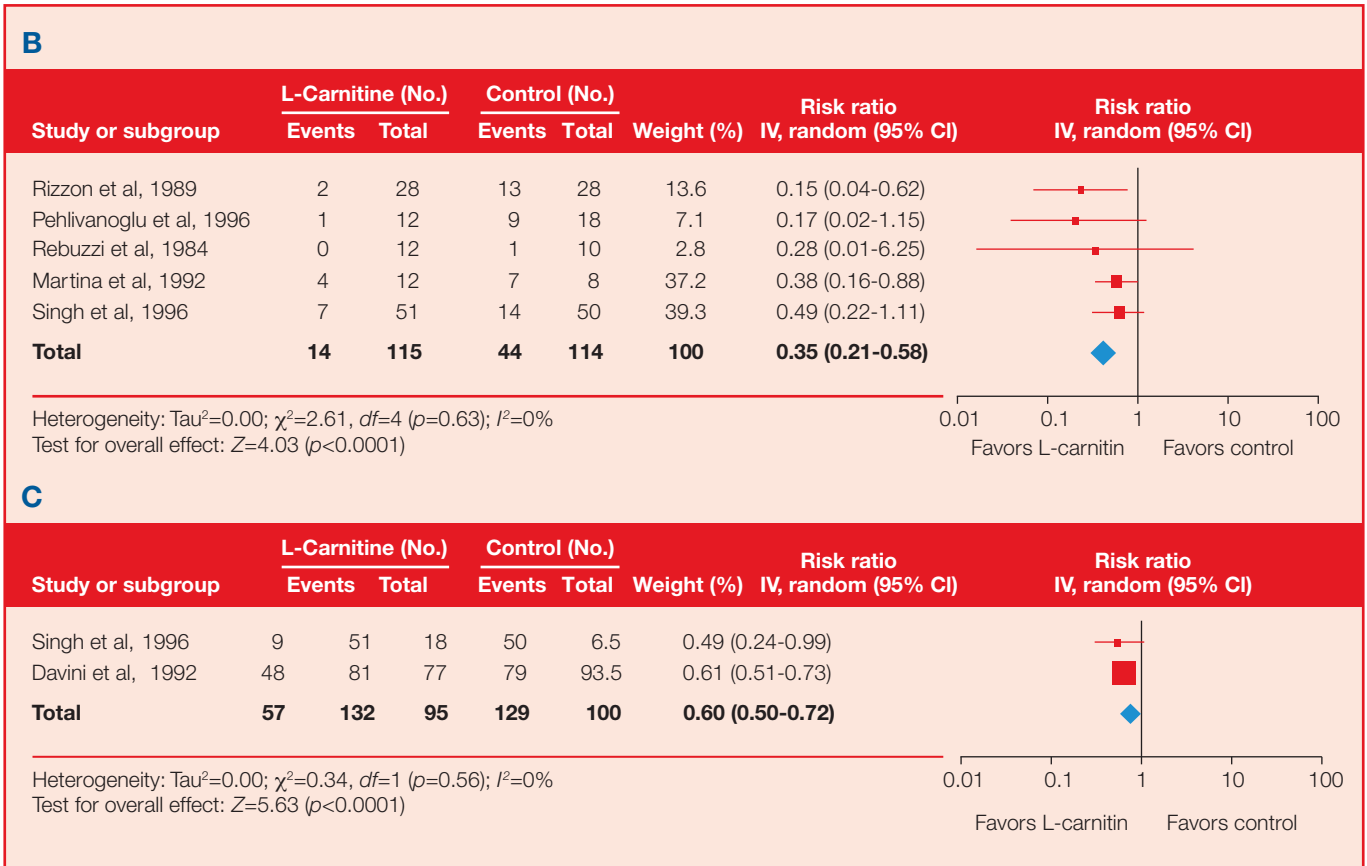 B
L-Carnitine (No.) Control (No.) Risk ratio Risk ratio
Study or subgroup Events Total Events Total Weight (%) IV, random (95% CI) IV, random (95% CI)
Rizzon et al, 1989 2 28 13 28 13.6 0.15 (0.04-0.62)
Pehlivanoglu et al, 1996 1 12 9 18 7.1 0.17 (0.02-1.15)
Rebuzzi et al, 1984 0 12 1 10 2.8 0.28 (0.01-6.25)
Martina et al, 1992 4 12 7 8 37.2 0.38 (0.16-0.88)
Singh et al, 1996 7 51 14 50 39.3 0.49 (0.22-1.11)
Total 14 115 44 114 100 0.35 (0.21-0.58)
Heterogeneity: Tau²=0.00; χ²=2.61, df=4 (p=0.63); I²=0%
Test for overall effect: Z=4.03 (p<0.0001)
0.01 0.1 1 10 100
Favors L-carnitin Favors control
C
L-Carnitine (No.) Control (No.) Risk ratio Risk ratio
Study or subgroup Events Total Events Total Weight (%) IV, random (95% CI) IV, random (95% CI)
Singh et al, 1996 9 51 18 50 6.5 0.49 (0.24-0.99)
Davini et al, 1992 48 81 77 79 93.5 0.61 (0.51-0.73)
Total 57 132 95 129 100 0.60 (0.50-0.72)
Heterogeneity: Tau²=0.00; χ²=0.34, df=1 (p=0.56); I²=0%
Test for overall effect: Z=5.63 (p<0.0001)
0.01 0.1 1 10 100
Favors L-carnitin Favors control